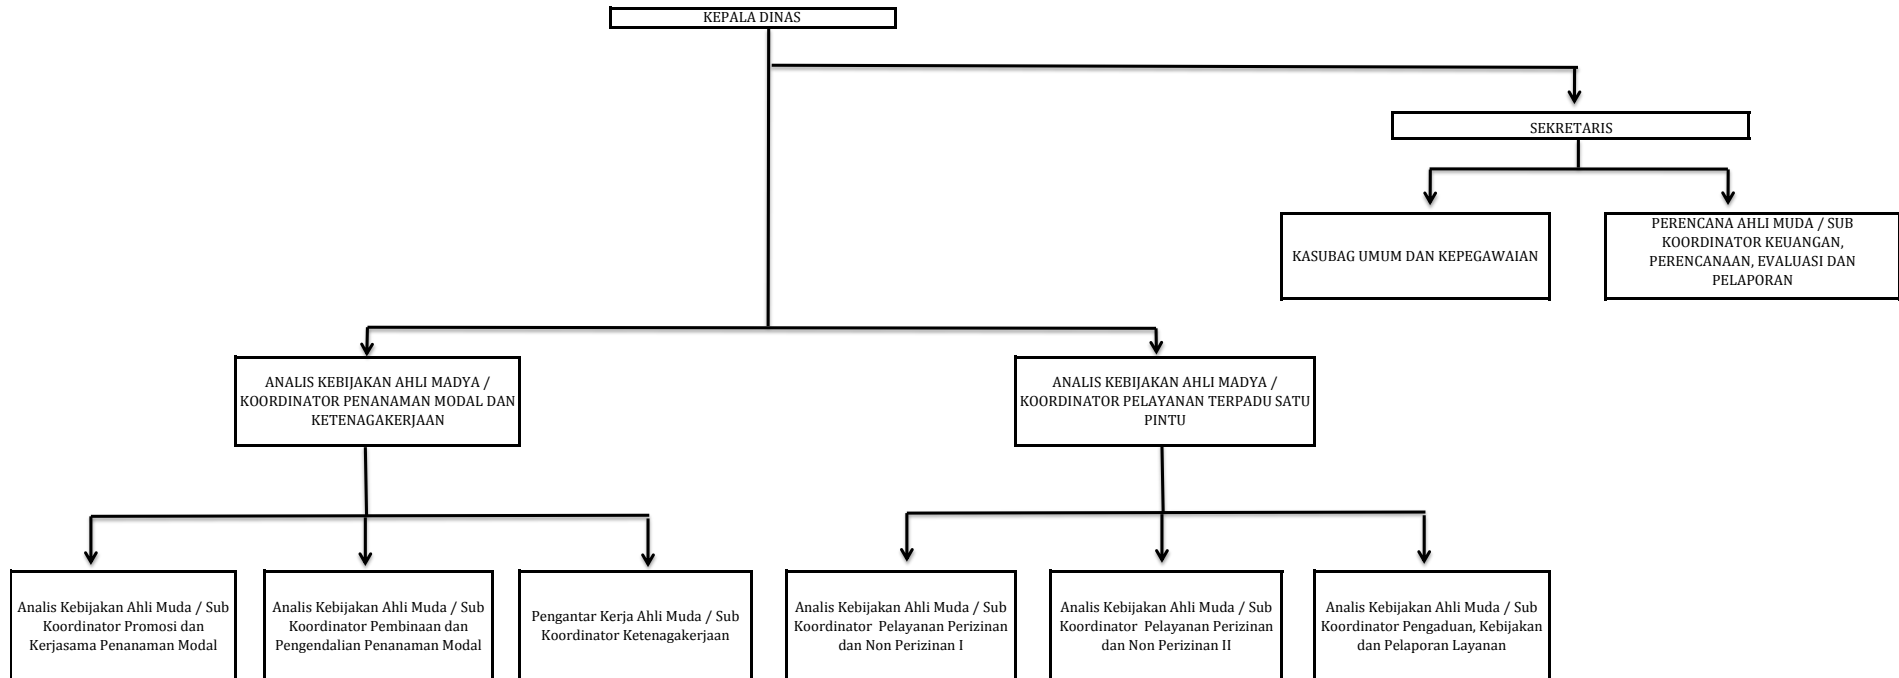 KEPALA DINAS
SEKRETARIS
KASUBAG UMUM DAN KEPEGAWAIAN
PERENCANA AHLI MUDA / SUB
KOORDINATOR KEUANGAN,
PERENCANAAN, EVALUASI DAN
PELAPORAN
ANALIS KEBIJAKAN AHLI MADYA /
KOORDINATOR PENANAMAN MODAL DAN
KETENAGAKERJAAN
ANALIS KEBIJAKAN AHLI MADYA /
KOORDINATOR PELAYANAN TERPADU SATU
PINTU
Analis Kebijakan Ahli Muda / Sub
Koordinator Promosi dan
Kerjasama Penanaman Modal
Analis Kebijakan Ahli Muda / Sub
Koordinator Pembinaan dan
Pengendalian Penanaman Modal
Pengantar Kerja Ahli Muda / Sub
Koordinator Ketenagakerjaan
Analis Kebijakan Ahli Muda / Sub
Koordinator Pelayanan Perizinan
dan Non Perizinan I
Analis Kebijakan Ahli Muda / Sub
Koordinator Pelayanan Perizinan
dan Non Perizinan II
Analis Kebijakan Ahli Muda / Sub
Koordinator Pengaduan, Kebijakan
dan Pelaporan Layanan